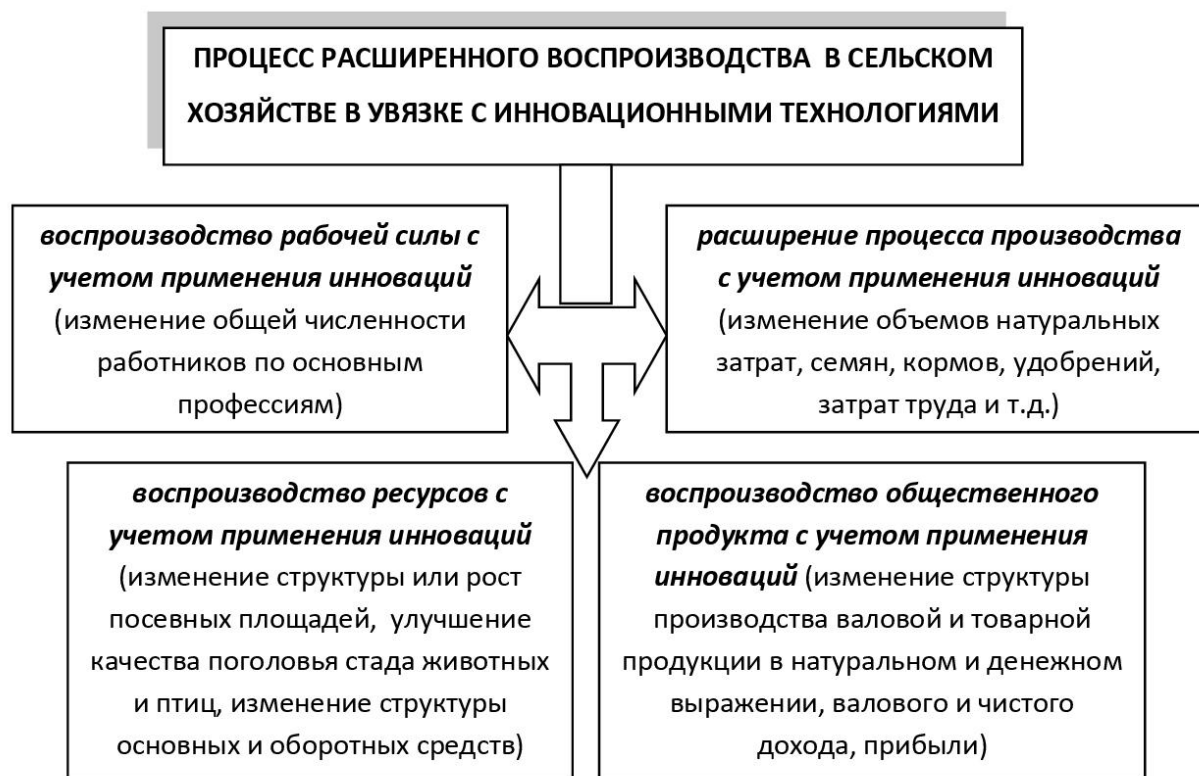 ПРОЦЕСС РАСШИРЕННОГО ВОСПРОИЗВОДСТВА В СЕЛЬСКОМ
ХОЗЯЙСТВЕ В УВЯЗКЕ С ИННОВАЦИОННЫМИ ТЕХНОЛОГИЯМИ
воспроизводство рабочей силы с
учетом применения инноваций
(изменение общей численности
работников по основным
профессиям)
расширение процесса производства
с учетом применения инноваций
(изменение объемов натуральных
затрат, семян, кормов, удобрений,
затрат труда и т.д.)
воспроизводство ресурсов с
учетом применения инноваций
(изменение структуры или рост
посевных площадей, улучшение
качества поголовья стада животных
и птиц, изменение структуры
основных и оборотных средств)
воспроизводство общественного
продукта с учетом применения
инноваций (изменение структуры
производства валовой и товарной
продукции в натуральном и денежном
выражении, валового и чистого
дохода, прибыли)